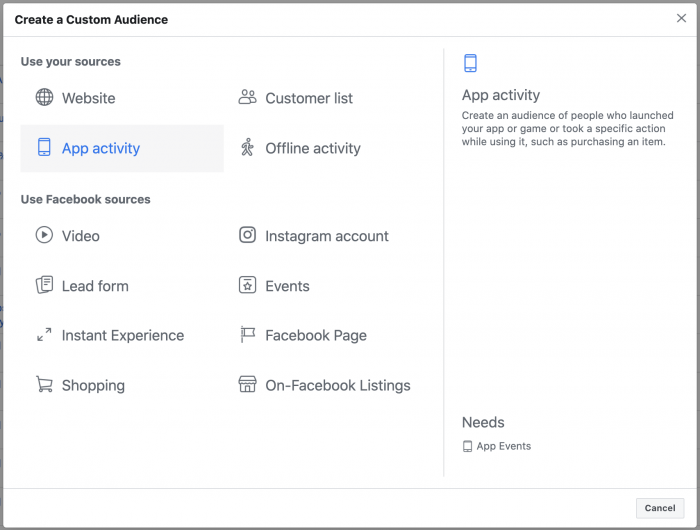 Create a Custom Audience
Use your sources
Website
Customer list
App activity
Offline activity
Use Facebook sources
Video
Instagram account
Lead form
Events
Instant Experience
Facebook Page
Shopping
On-Facebook Listings
App activity
Create an audience of people who launched
your app or game or took a specific action
while using it, such as purchasing an item.
Needs
App Events
Cancel